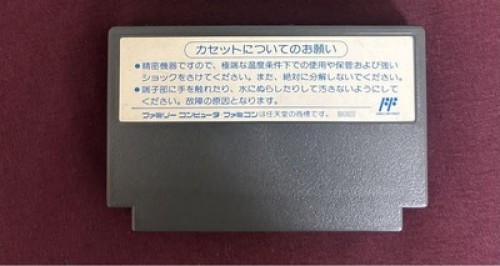 カセットについてのお願い
●精密機器ですので、極端な温度条件下での使用や保管および強い
ショックをさけてください。また、絶対に分解しないでください。
●端子部に手を触れたり、水にぬらしたりして汚さないようにして
ください。故障の原因となります。
ファミリーコンピュータ・ファミコンは任天堂の商標です。